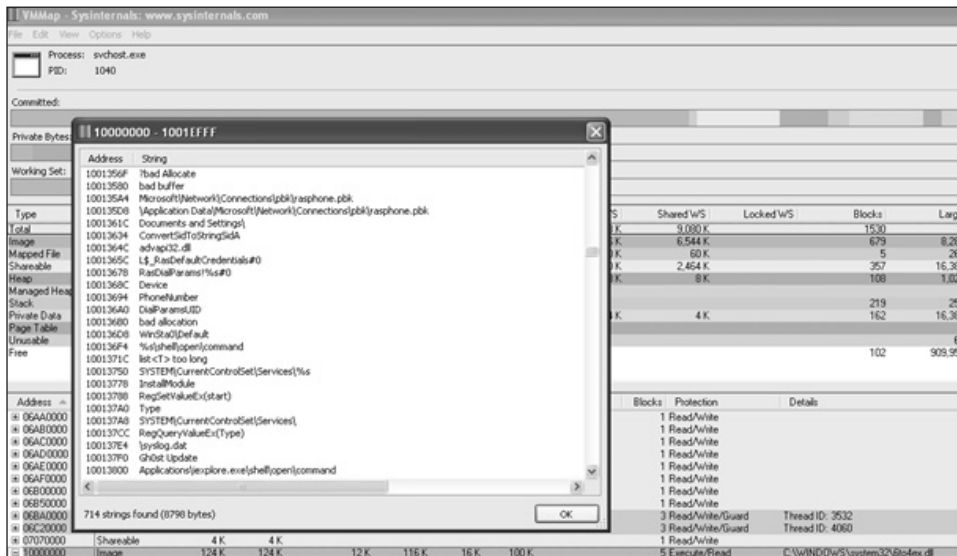 VMMap - Sysinternals: www.sysinternals.com
File Edit View Options Help
Process: svchost.exe
PID: 1040
Committed:
Private Bytes:
Working Set:
10000000 - 1001EFFF
Address String
1001356F ?bad Allocate
10013580 bad buffer
100135A4 Microsoft\Network\Connections\pbk\rasphone.pbk
100135D8 \Application Data\Microsoft\Network\Connections\pbk\rasphone.pbk
1001361C Documents and Settings\
10013634 ConvertSidToStringSidA
1001364C advapi32.dll
1001365C L$_RasDefaultCredentials#0
10013678 RasDialParams!%s#0
1001368C Device
10013694 PhoneNumber
100136A0 DialParamsUID
100136B0 bad allocation
100136D8 WinSta0\Default
100136F4 %s\shell\open\command
1001371C list<T> too long
10013750 SYSTEM\CurrentControlSet\Services\%s
10013778 InstallModule
10013788 RegSetValueEx(start)
100137A0 Type
100137A8 SYSTEM\CurrentControlSet\Services\
100137CC RegQueryValueEx(Type)
100137E4 \syslog.dat
100137F0 Gh0st Update
10013800 Applications\iexplore.exe\shell\open\command
714 strings found (8798 bytes)
OK
Type Shared WS Locked WS Blocks
Total 9,080 K 1530
Image 6,544 K 679
Mapped File 60 K 5
Shareable 2,464 K 357
Heap 8 K 108
Managed Heap
Stack 219
Private Data 4 K 162
Page Table
Unusable
Free 102
Address Blocks Protection Details
06AA0000 1 Read/Write
06AB0000 1 Read/Write
06AC0000 1 Read/Write
06AD0000 1 Read/Write
06AE0000 1 Read/Write
06AF0000 1 Read/Write
06B00000 1 Read/Write
06B50000 1 Read/Write
06BA0000 3 Read/Write/Guard Thread ID: 3532
06C20000 3 Read/Write/Guard Thread ID: 4060
07070000 Shareable 4 K 4 K 1 Read/Write
10000000 Image 124 K 124 K 12 K 116 K 16 K 100 K 5 Execute/Read C:\WINDOWS\system32\6to4ex.dll